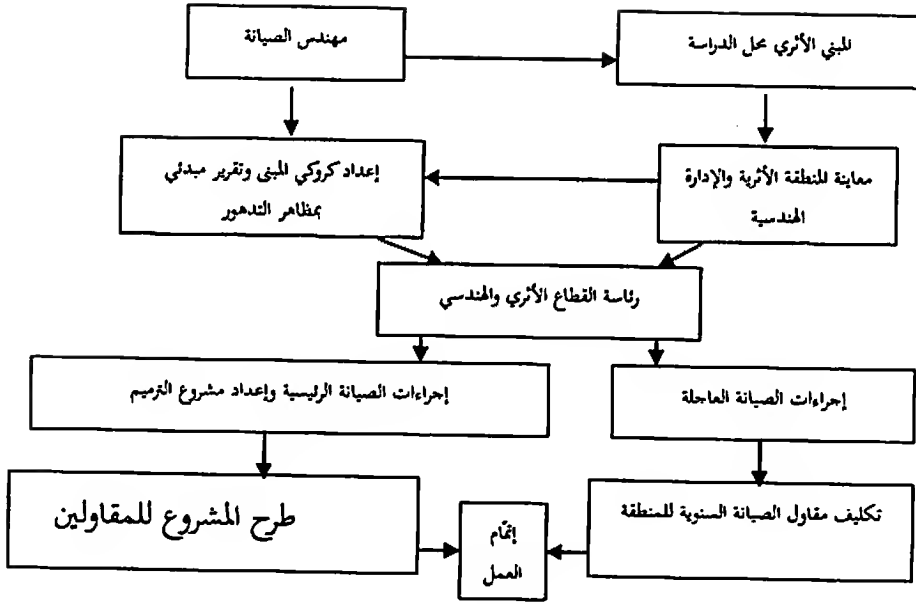 للمبني الأثري محل الدراسة
مهندس الصيانة
معاينة للمنطقة الأثرية والإدارة
الهندسية
إعداد كروكي المبنى وتقرير مبدئي
بمظاهر التدهور
رئاسة القطاع الأثري والهندسي
إجراءات الصيانة العاجلة
إجراءات الصيانة الرئيسية وإعداد مشروع الترميم
تكليف مقاول الصيانة السنوية للمنطقة
طرح المشروع للمقاولين
إتمام
العمل